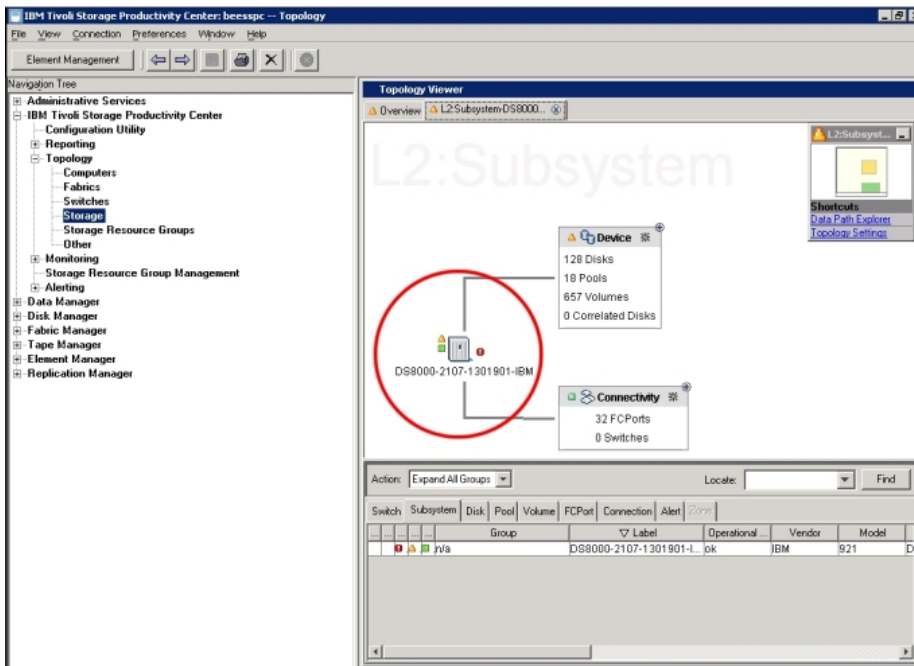 IBM Tivoli Storage Productivity Center: beesspc -- Topology
File View Connection Preferences Window Help
Element Management
Navigation Tree
Administrative Services
IBM Tivoli Storage Productivity Center
Configuration Utility
Reporting
Topology
Computers
Fabrics
Switches
Storage
Storage Resource Groups
Other
Monitoring
Storage Resource Group Management
Alerting
Data Manager
Disk Manager
Fabric Manager
Tape Manager
Element Manager
Replication Manager
Topology Viewer
Overview L2:Subsystem-DS8000...
L2:Subsystem
L2:Subsyst...
Shortcuts
Data Path Explorer
Topology Settings
Device
128 Disks
18 Pools
657 Volumes
0 Correlated Disks
DS8000-2107-1301901-IBM
Connectivity
32 FCPorts
0 Switches
Action: Expand All Groups Locate: Find
Switch Subsystem Disk Pool Volume FCPort Connection Alert Zone
... ... ... ... ... Group Label Operational ... Vendor Model
n/a DS8000-2107-1301901-I... ok IBM 921 D